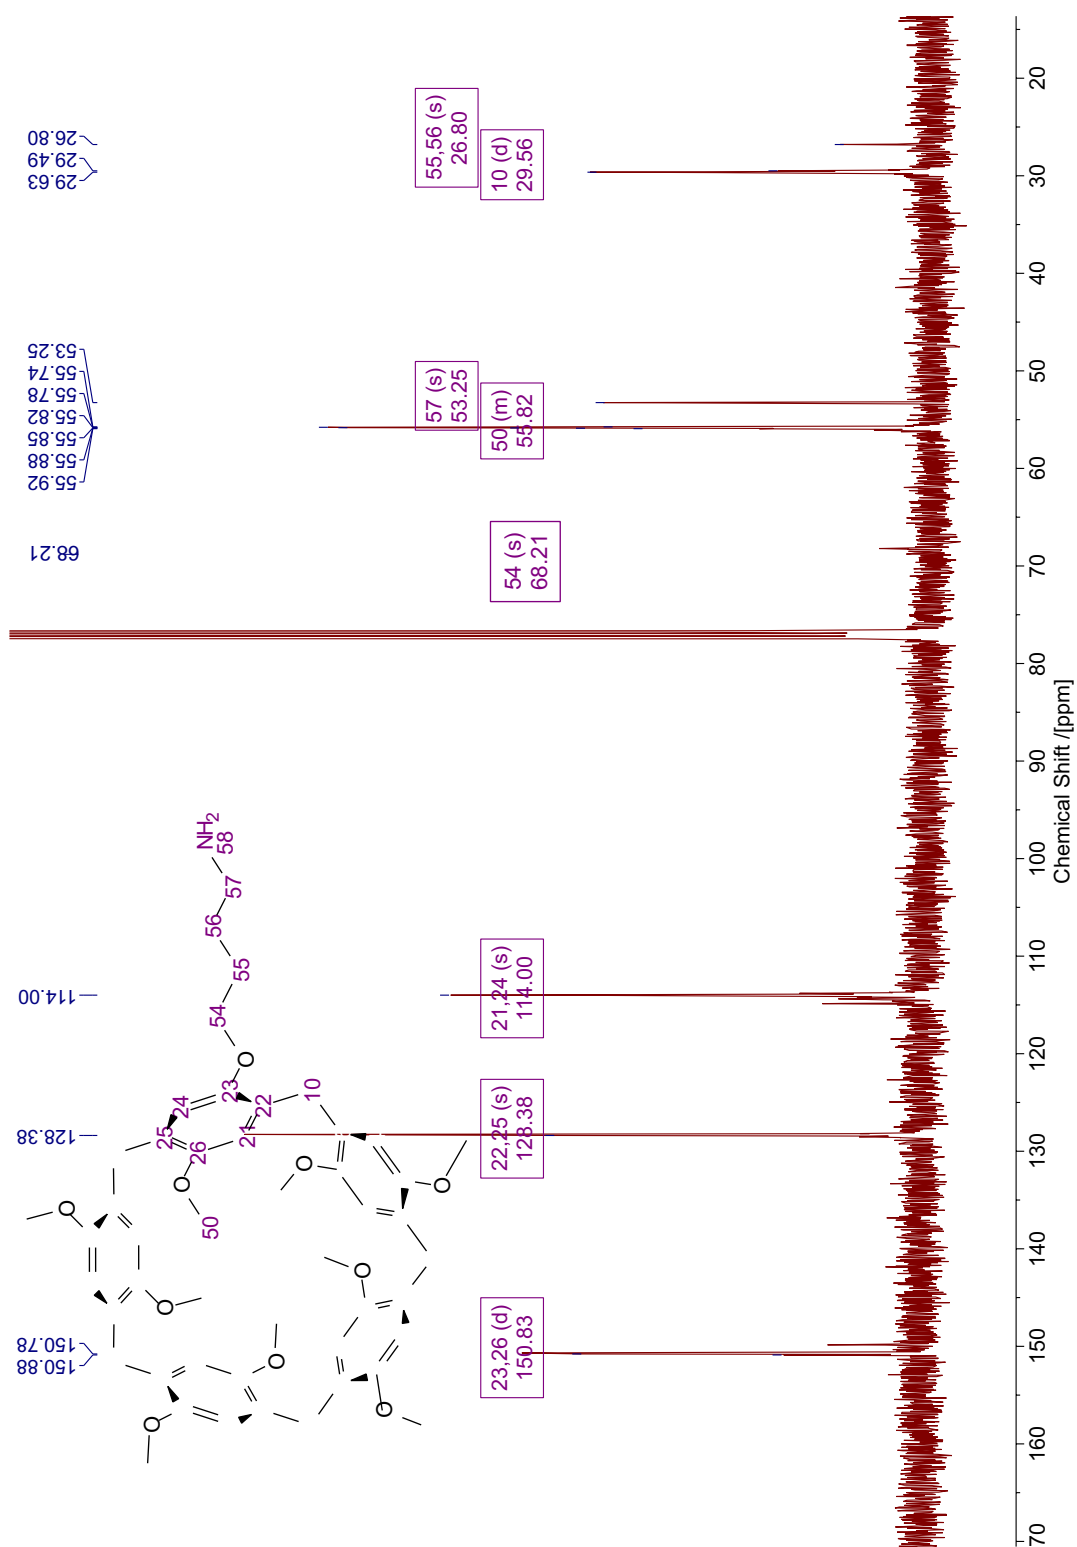 26.80
29.49
29.63
53.25
55.74
55.78
55.82
55.85
55.88
55.92
68.21
114.00
128.38
150.78
150.88
55,56 (s)
26.80
10 (d)
29.56
57 (s)
53.25
50 (m)
55.82
54 (s)
68.21
21,24 (s)
114.00
22,25 (s)
128.38
23,26 (d)
150.83
NH2
58
57
56
55
54
O
23
24
22
10
25
21
26
O
50
O
O
O
O
O
O
O
O
20
30
40
50
60
70
80
90
100
110
120
130
140
150
160
70
Chemical Shift /[ppm]